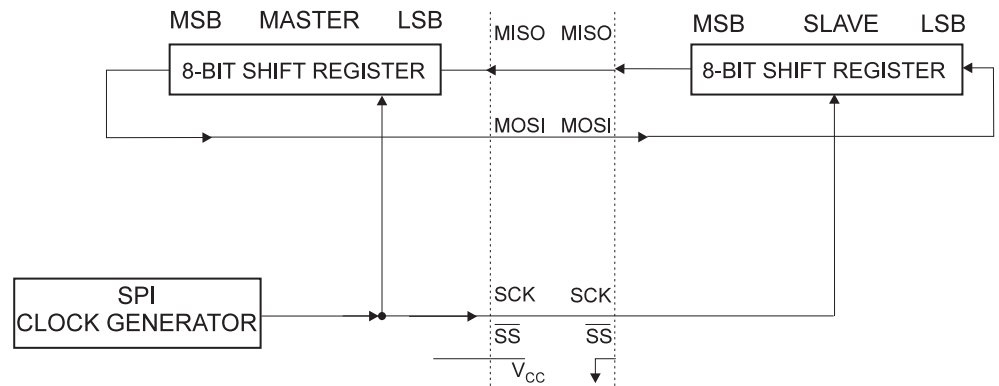 MSB MASTER LSB
MISO MISO
MSB SLAVE LSB
8-BIT SHIFT REGISTER
8-BIT SHIFT REGISTER
MOSI MOSI
SPI
CLOCK GENERATOR
SCK SCK
SS SS
VCC